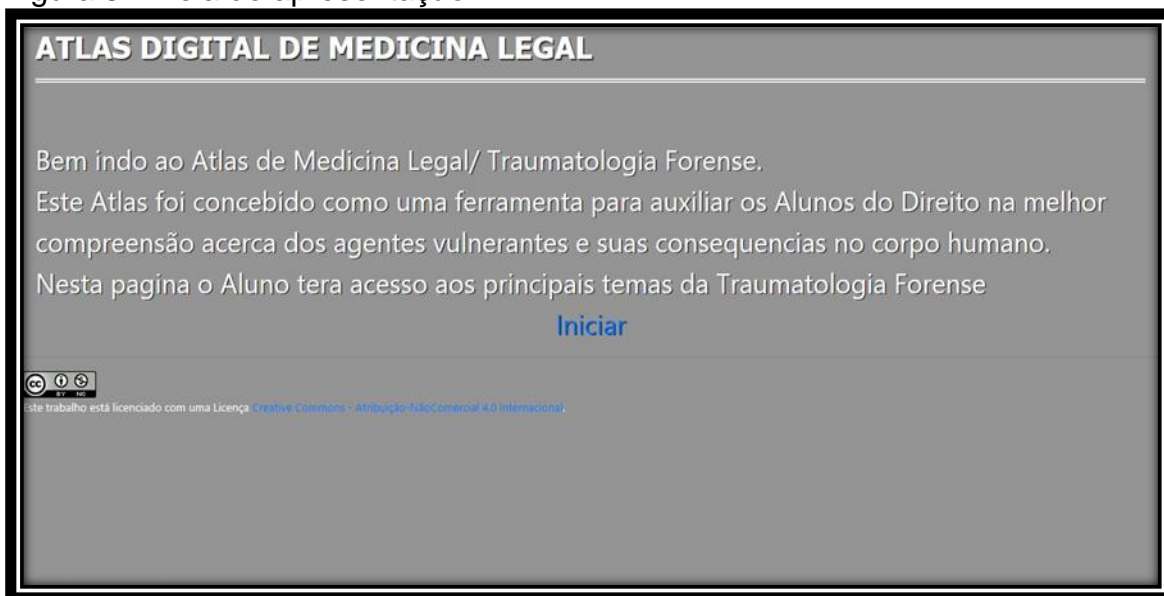 ATLAS DIGITAL DE MEDICINA LEGAL
Bem indo ao Atlas de Medicina Legal/ Traumatologia Forense.
Este Atlas foi concebido como uma ferramenta para auxiliar os Alunos do Direito na melhor
compreensão acerca dos agentes vulnerantes e suas consequencias no corpo humano.
Nesta pagina o Aluno tera acesso aos principais temas da Traumatologia Forense
Iniciar
cc BY NC
Este trabalho está licenciado com uma Licença Creative Commons - Atribuição-NãoComercial 4.0 Internacional.